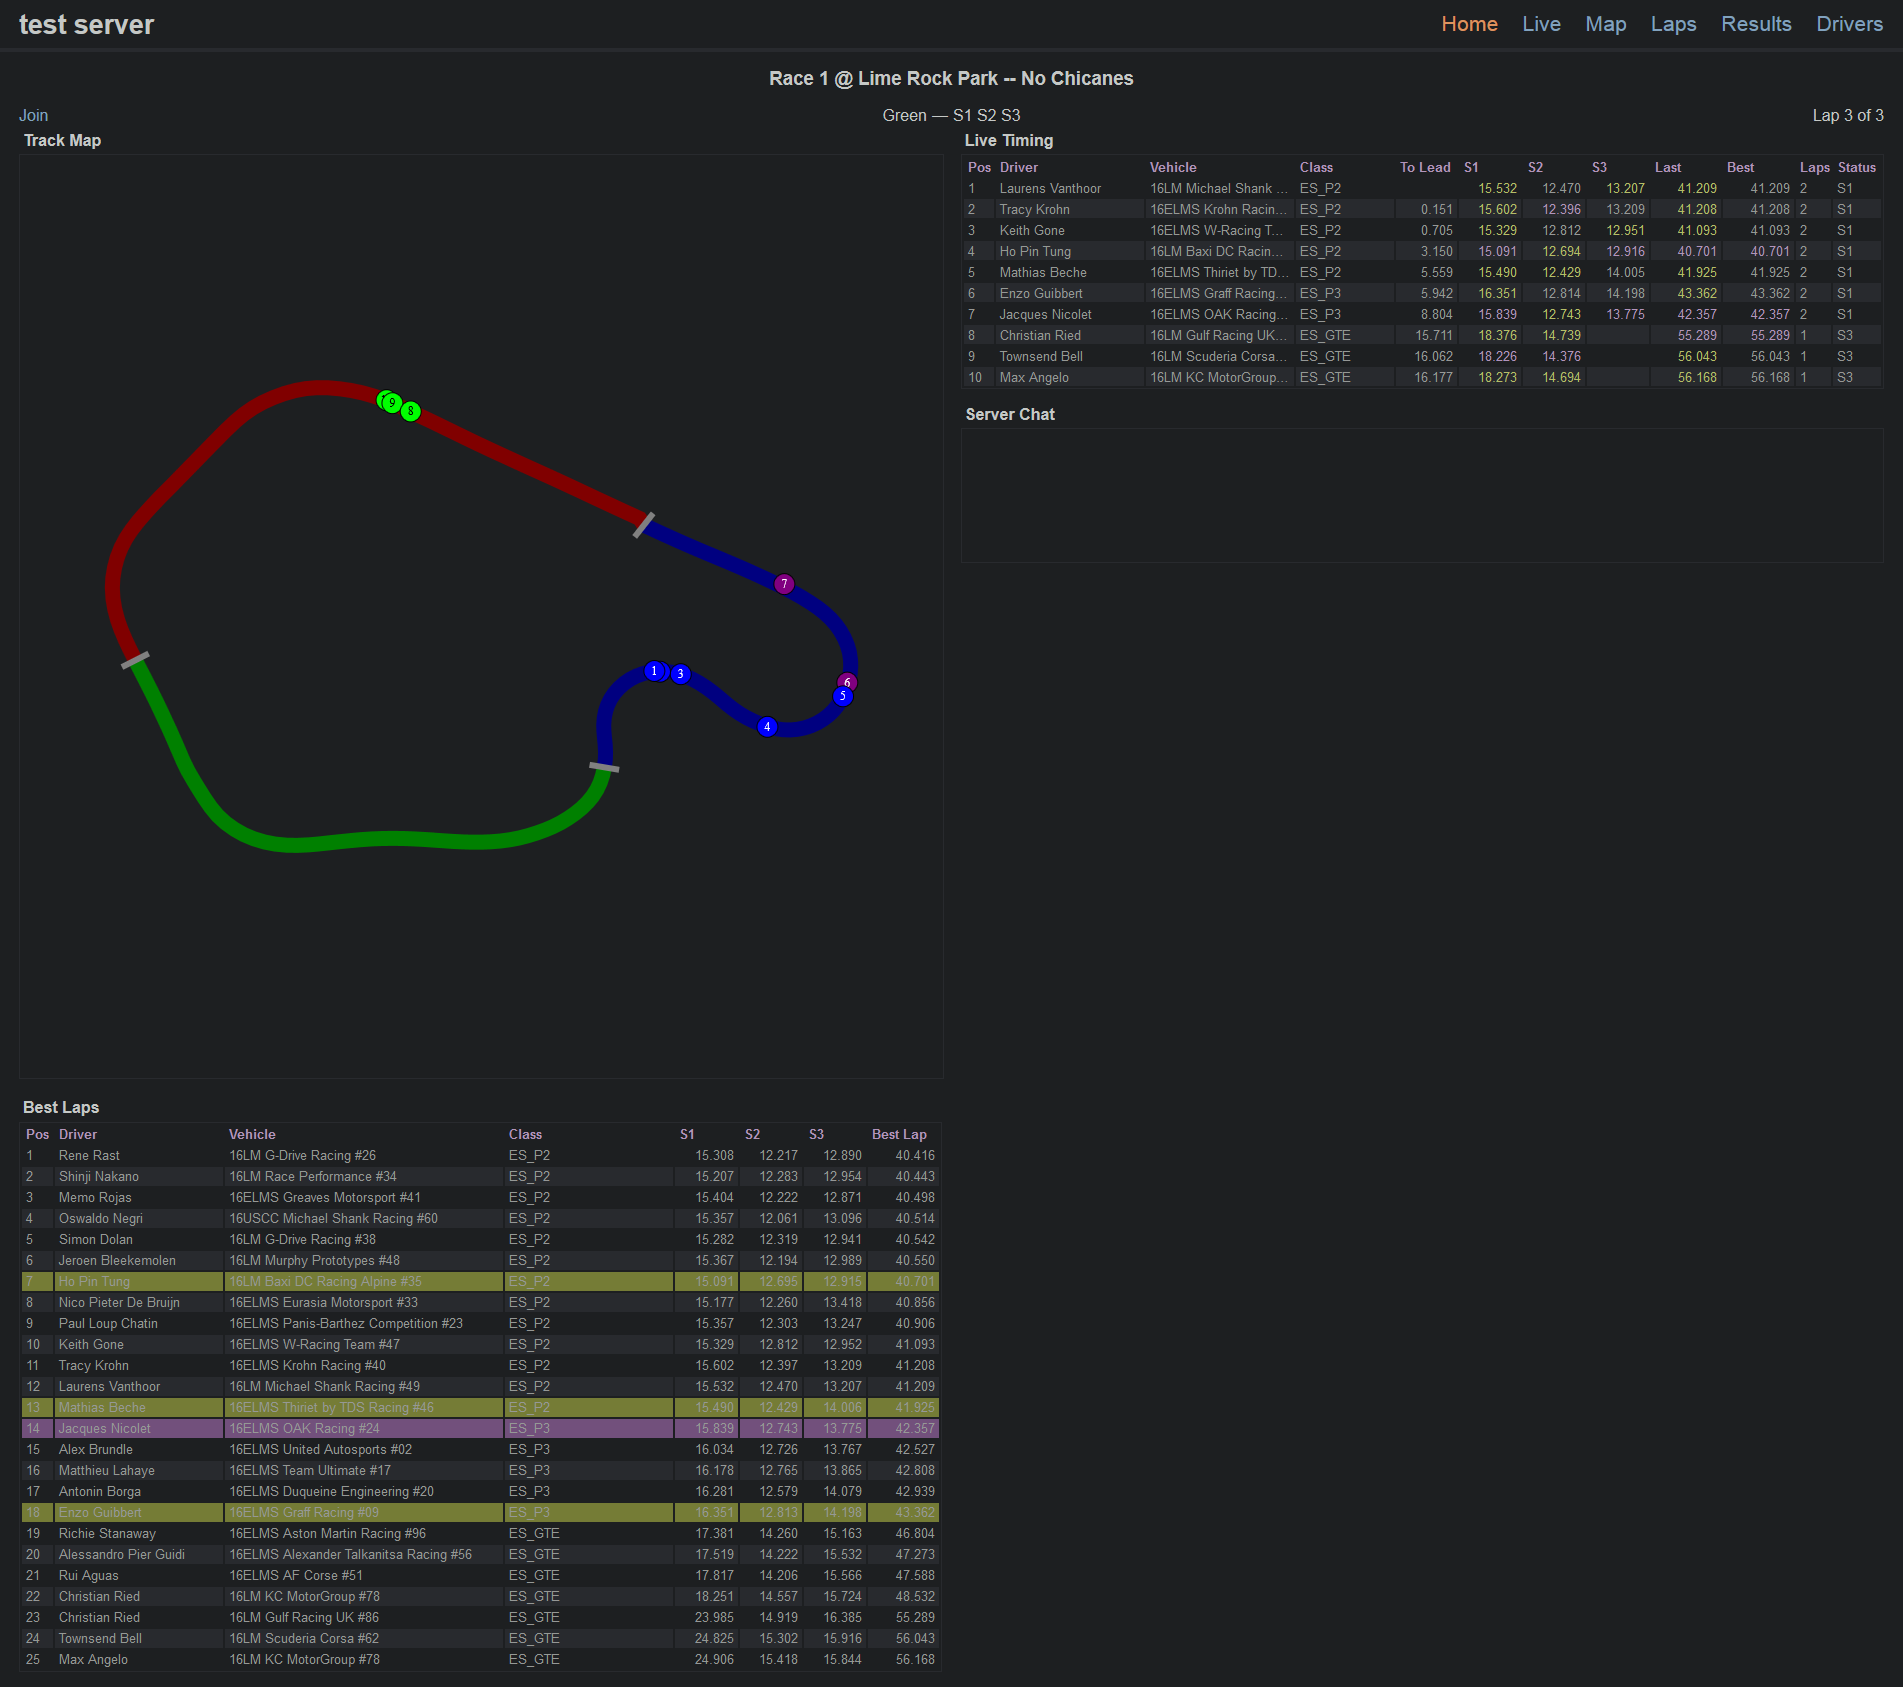 test server
Home Live Map Laps Results Drivers
Race 1 @ Lime Rock Park -- No Chicanes
Join
Green — S1 S2 S3
Lap 3 of 3
Track Map
9
8
7
1
3
6
5
4
Live Timing
Pos Driver Vehicle Class To Lead S1 S2 S3 Last Best Laps Status
1 Laurens Vanthoor 16LM Michael Shank ... ES_P2 15.532 12.470 13.207 41.209 41.209 2 S1
2 Tracy Krohn 16ELMS Krohn Racin... ES_P2 0.151 15.602 12.396 13.209 41.208 41.208 2 S1
3 Keith Gone 16ELMS W-Racing T... ES_P2 0.705 15.329 12.812 12.951 41.093 41.093 2 S1
4 Ho Pin Tung 16LM Baxi DC Racin... ES_P2 3.150 15.091 12.694 12.916 40.701 40.701 2 S1
5 Mathias Beche 16ELMS Thiriet by TD... ES_P2 5.559 15.490 12.429 14.005 41.925 41.925 2 S1
6 Enzo Guibbert 16ELMS Graff Racing... ES_P3 5.942 16.351 12.814 14.198 43.362 43.362 2 S1
7 Jacques Nicolet 16ELMS OAK Racing... ES_P3 8.804 15.839 12.743 13.775 42.357 42.357 2 S1
8 Christian Ried 16LM Gulf Racing UK... ES_GTE 15.711 18.376 14.739 55.289 55.289 1 S3
9 Townsend Bell 16LM Scuderia Corsa... ES_GTE 16.062 18.226 14.376 56.043 56.043 1 S3
10 Max Angelo 16LM KC MotorGroup... ES_GTE 16.177 18.273 14.694 56.168 56.168 1 S3
Server Chat
Best Laps
Pos Driver Vehicle Class S1 S2 S3 Best Lap
1 Rene Rast 16LM G-Drive Racing #26 ES_P2 15.308 12.217 12.890 40.416
2 Shinji Nakano 16LM Race Performance #34 ES_P2 15.207 12.283 12.954 40.443
3 Memo Rojas 16ELMS Greaves Motorsport #41 ES_P2 15.404 12.222 12.871 40.498
4 Oswaldo Negri 16USCC Michael Shank Racing #60 ES_P2 15.357 12.061 13.096 40.514
5 Simon Dolan 16LM G-Drive Racing #38 ES_P2 15.282 12.319 12.941 40.542
6 Jeroen Bleekemolen 16LM Murphy Prototypes #48 ES_P2 15.367 12.194 12.989 40.550
7 Ho Pin Tung 16LM Baxi DC Racing Alpine #35 ES_P2 15.091 12.695 12.915 40.701
8 Nico Pieter De Bruijn 16ELMS Eurasia Motorsport #33 ES_P2 15.177 12.260 13.418 40.856
9 Paul Loup Chatin 16ELMS Panis-Barthez Competition #23 ES_P2 15.357 12.303 13.247 40.906
10 Keith Gone 16ELMS W-Racing Team #47 ES_P2 15.329 12.812 12.952 41.093
11 Tracy Krohn 16ELMS Krohn Racing #40 ES_P2 15.602 12.397 13.209 41.208
12 Laurens Vanthoor 16LM Michael Shank Racing #49 ES_P2 15.532 12.470 13.207 41.209
13 Mathias Beche 16ELMS Thiriet by TDS Racing #46 ES_P2 15.490 12.429 14.006 41.925
14 Jacques Nicolet 16ELMS OAK Racing #24 ES_P3 15.839 12.743 13.775 42.357
15 Alex Brundle 16ELMS United Autosports #02 ES_P3 16.034 12.726 13.767 42.527
16 Matthieu Lahaye 16ELMS Team Ultimate #17 ES_P3 16.178 12.765 13.865 42.808
17 Antonin Borga 16ELMS Duqueine Engineering #20 ES_P3 16.281 12.579 14.079 42.939
18 Enzo Guibbert 16ELMS Graff Racing #09 ES_P3 16.351 12.813 14.198 43.362
19 Richie Stanaway 16ELMS Aston Martin Racing #96 ES_GTE 17.381 14.260 15.163 46.804
20 Alessandro Pier Guidi 16ELMS Alexander Talkanitsa Racing #56 ES_GTE 17.519 14.222 15.532 47.273
21 Rui Aguas 16ELMS AF Corse #51 ES_GTE 17.817 14.206 15.566 47.588
22 Christian Ried 16LM KC MotorGroup #78 ES_GTE 18.251 14.557 15.724 48.532
23 Christian Ried 16LM Gulf Racing UK #86 ES_GTE 23.985 14.919 16.385 55.289
24 Townsend Bell 16LM Scuderia Corsa #62 ES_GTE 24.825 15.302 15.916 56.043
25 Max Angelo 16LM KC MotorGroup #78 ES_GTE 24.906 15.418 15.844 56.168